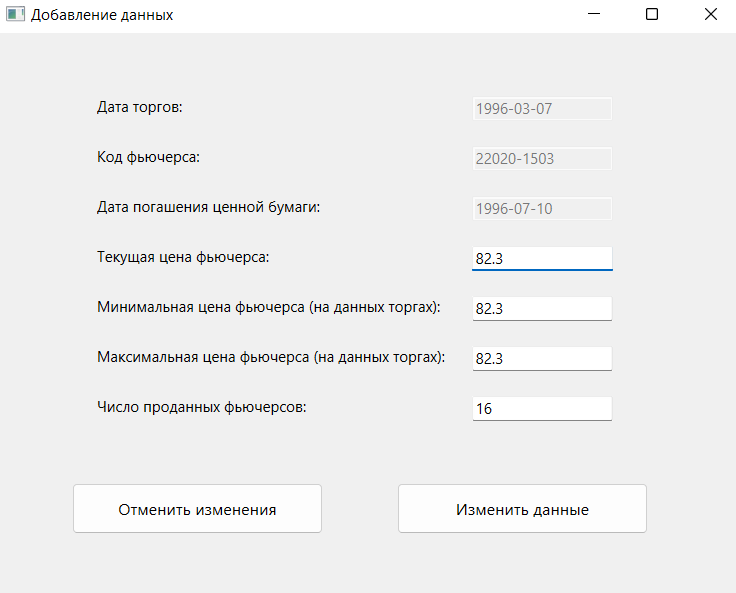 Добавление данных
Дата торгов: 1996-03-07
Код фьючерса: 22020-1503
Дата погашения ценной бумаги: 1996-07-10
Текущая цена фьючерса: 82.3
Минимальная цена фьючерса (на данных торгах): 82.3
Максимальная цена фьючерса (на данных торгах): 82.3
Число проданных фьючерсов: 16
Отменить изменения Изменить данные